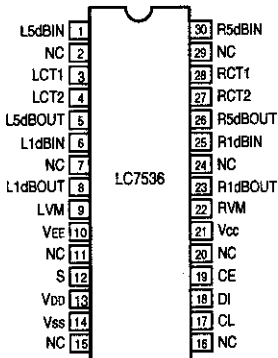 L5dBIN 1 30 R5dBIN
NC 2 29 NC
LCT1 3 28 RCT1
LCT2 4 27 RCT2
L5dBOUT 5 26 R5dBOUT
L1dBIN 6 25 R1dBIN
NC 7 24 NC
LC7536
L1dBOUT 8 23 R1dBOUT
LVM 9 22 RVM
VEE 10 21 Vcc
NC 11 20 NC
S 12 19 CE
VDD 13 18 DI
Vss 14 17 CL
NC 15 16 NC